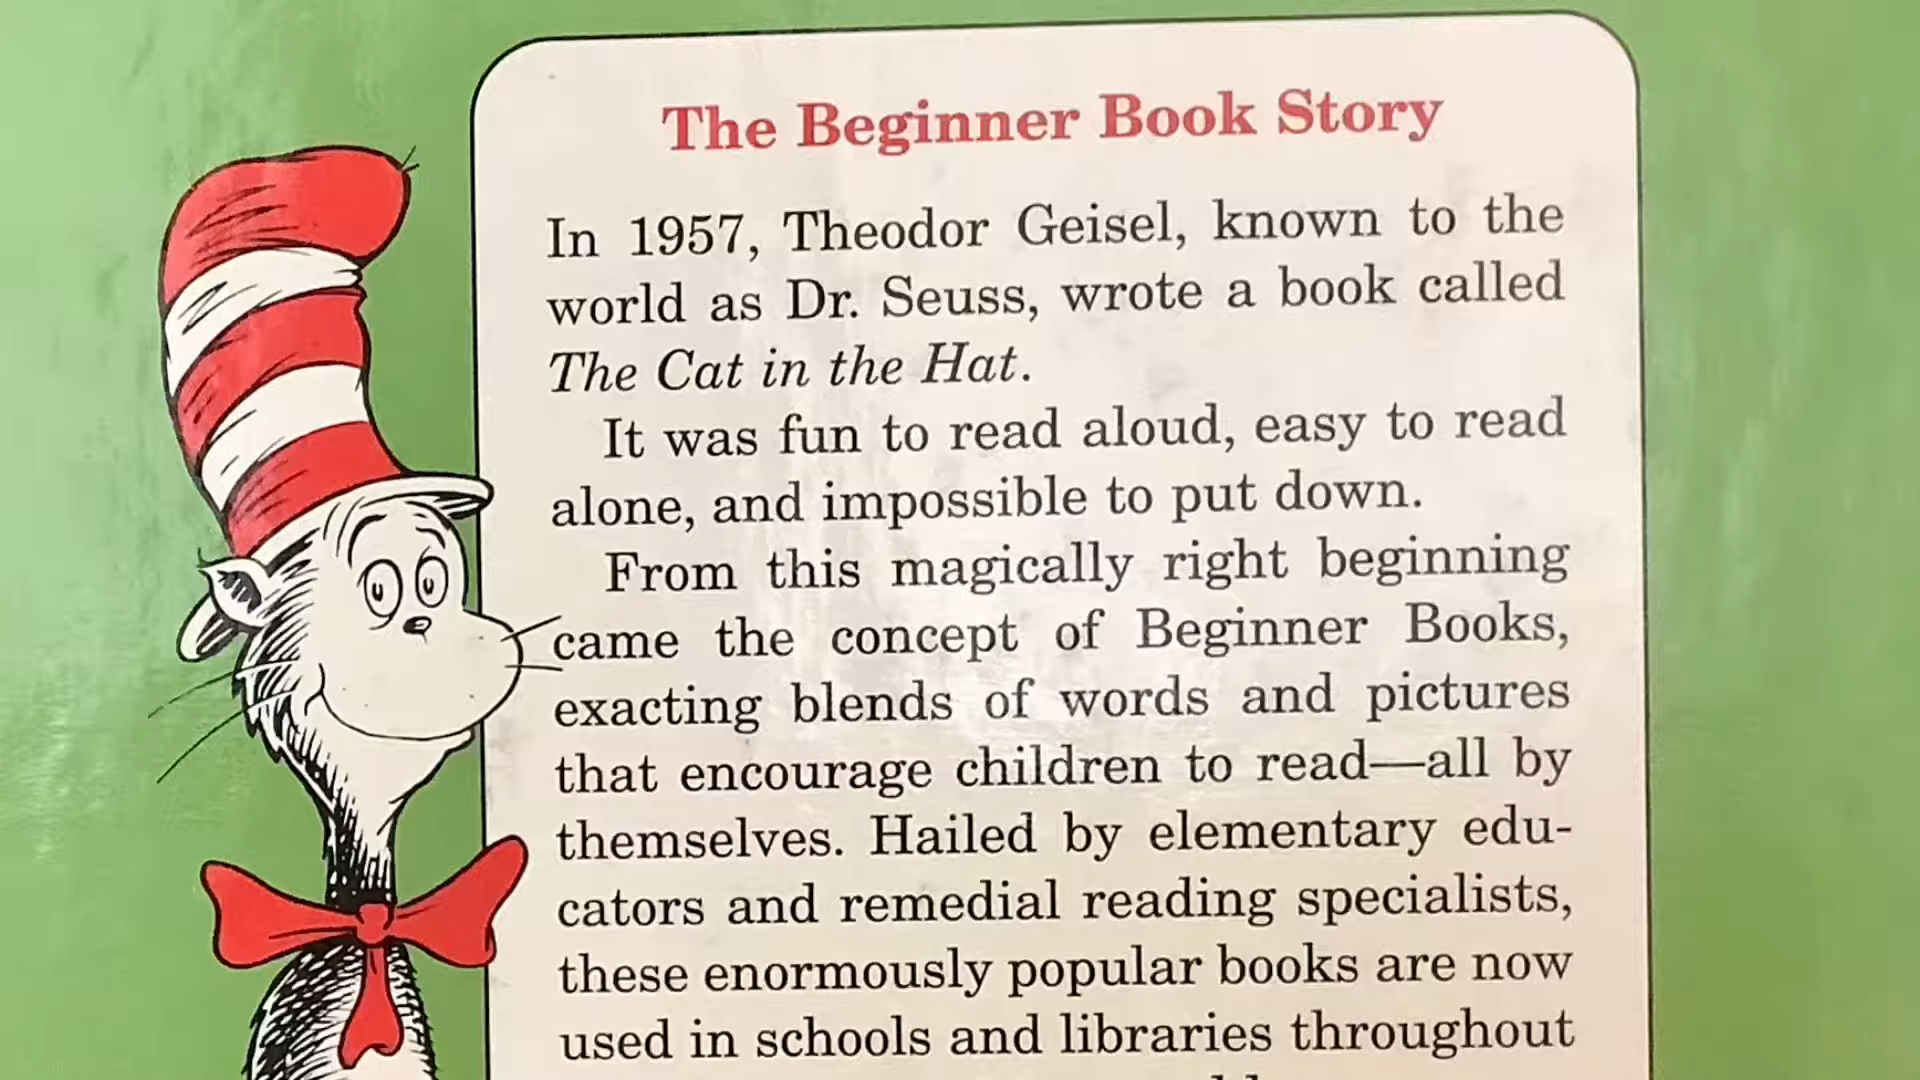 The Beginner Book Story
In 1957, Theodor Geisel, known to the
world as Dr. Seuss, wrote a book called
The Cat in the Hat.
It was fun to read aloud, easy to read
alone, and impossible to put down.
From this magically right beginning
came the concept of Beginner Books,
exacting blends of words and pictures
that encourage children to read—all by
themselves. Hailed by elementary edu-
cators and remedial reading specialists,
these enormously popular books are now
used in schools and libraries throughout